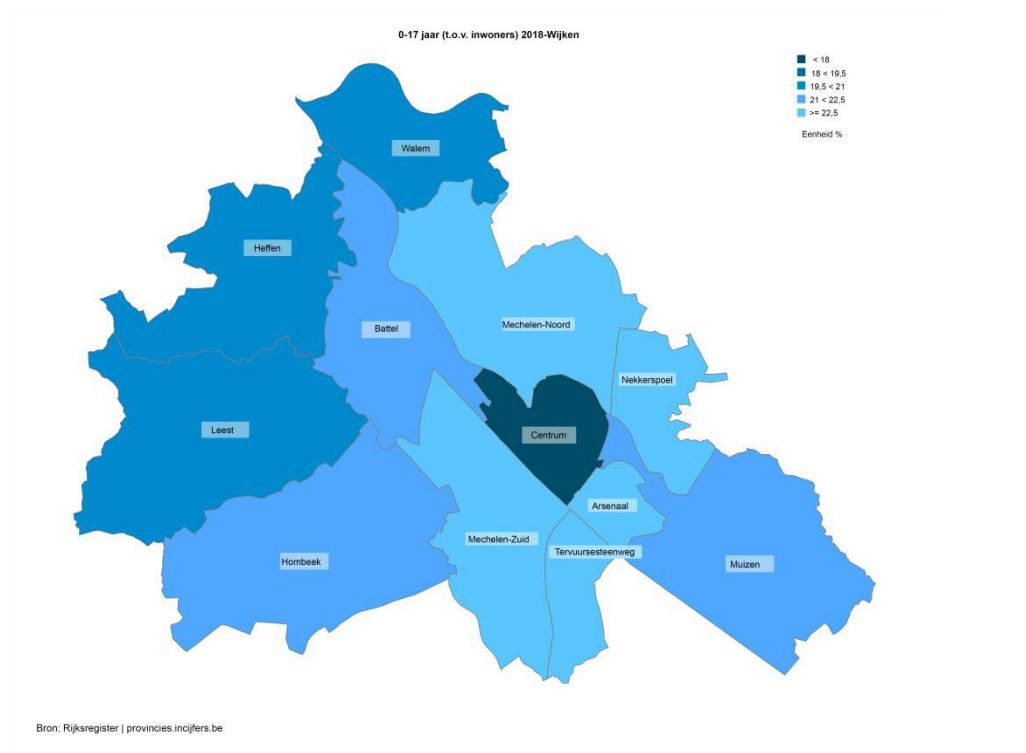 0-17 jaar (t.o.v. inwoners) 2018-Wijken
< 18
18 < 19,5
19,5 < 21
21 < 22,5
>= 22,5
Eenheid %
Walem
Heffen
Battel
Mechelen-Noord
Nekkerspoel
Leest
Centrum
Arsenaal
Mechelen-Zuid
Tervuursesteenweg
Hombeek
Muizen
Bron: Rijksregister | provincies.incijfers.be